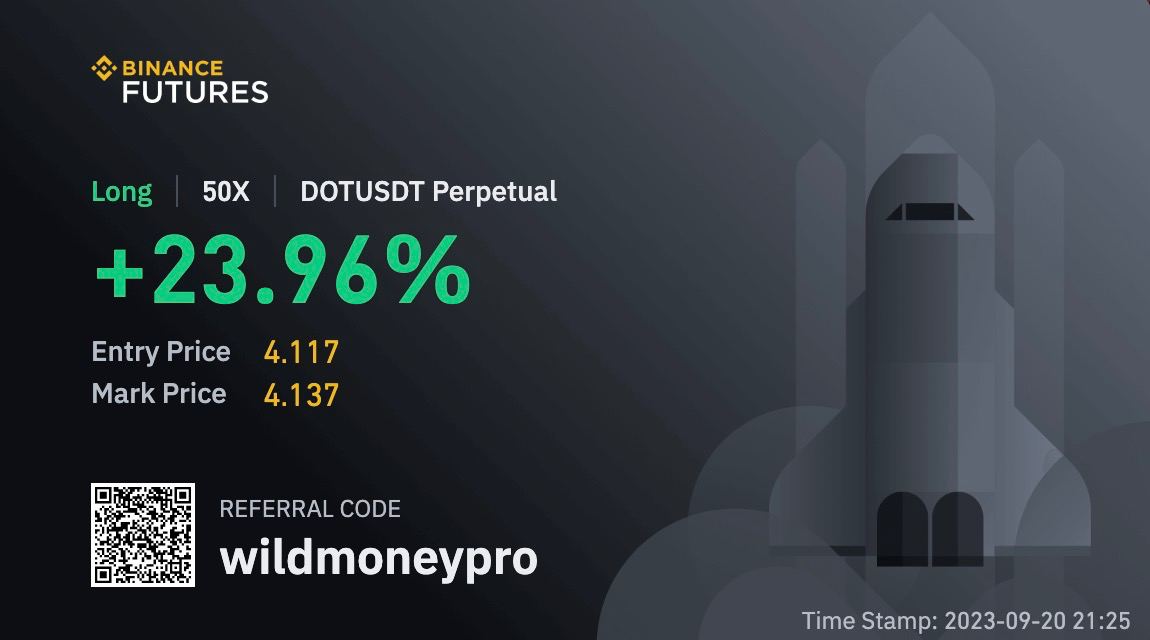 BINANCE
FUTURES
Long | 50X | DOTUSDT Perpetual
+23.96%
Entry Price 4.117
Mark Price 4.137
REFERRAL CODE
wildmoneypro
Time Stamp: 2023-09-20 21:25